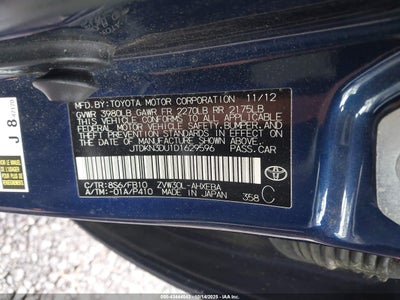 MFD. BY: TOYOTA MOTOR CORPORATION 11/12
GVWR 3980LB GAWR FR 2270LB RR 2175LB
THIS VEHICLE CONFORMS TO ALL APPLICABLE
FEDERAL MOTOR VEHICLE SAFETY, BUMPER, AND
THEFT PREVENTION STANDARDS IN EFFECT ON
THE DATE OF MANUFACTURE SHOWN ABOVE.
JTDKN3DU1D1629596 PASS.CAR
C/TR:8S6/FB10 ZVW30L-AHXEBA
A/TM:-01A/P410 MADE IN JAPAN 358 C
TOYOTA
J 8-